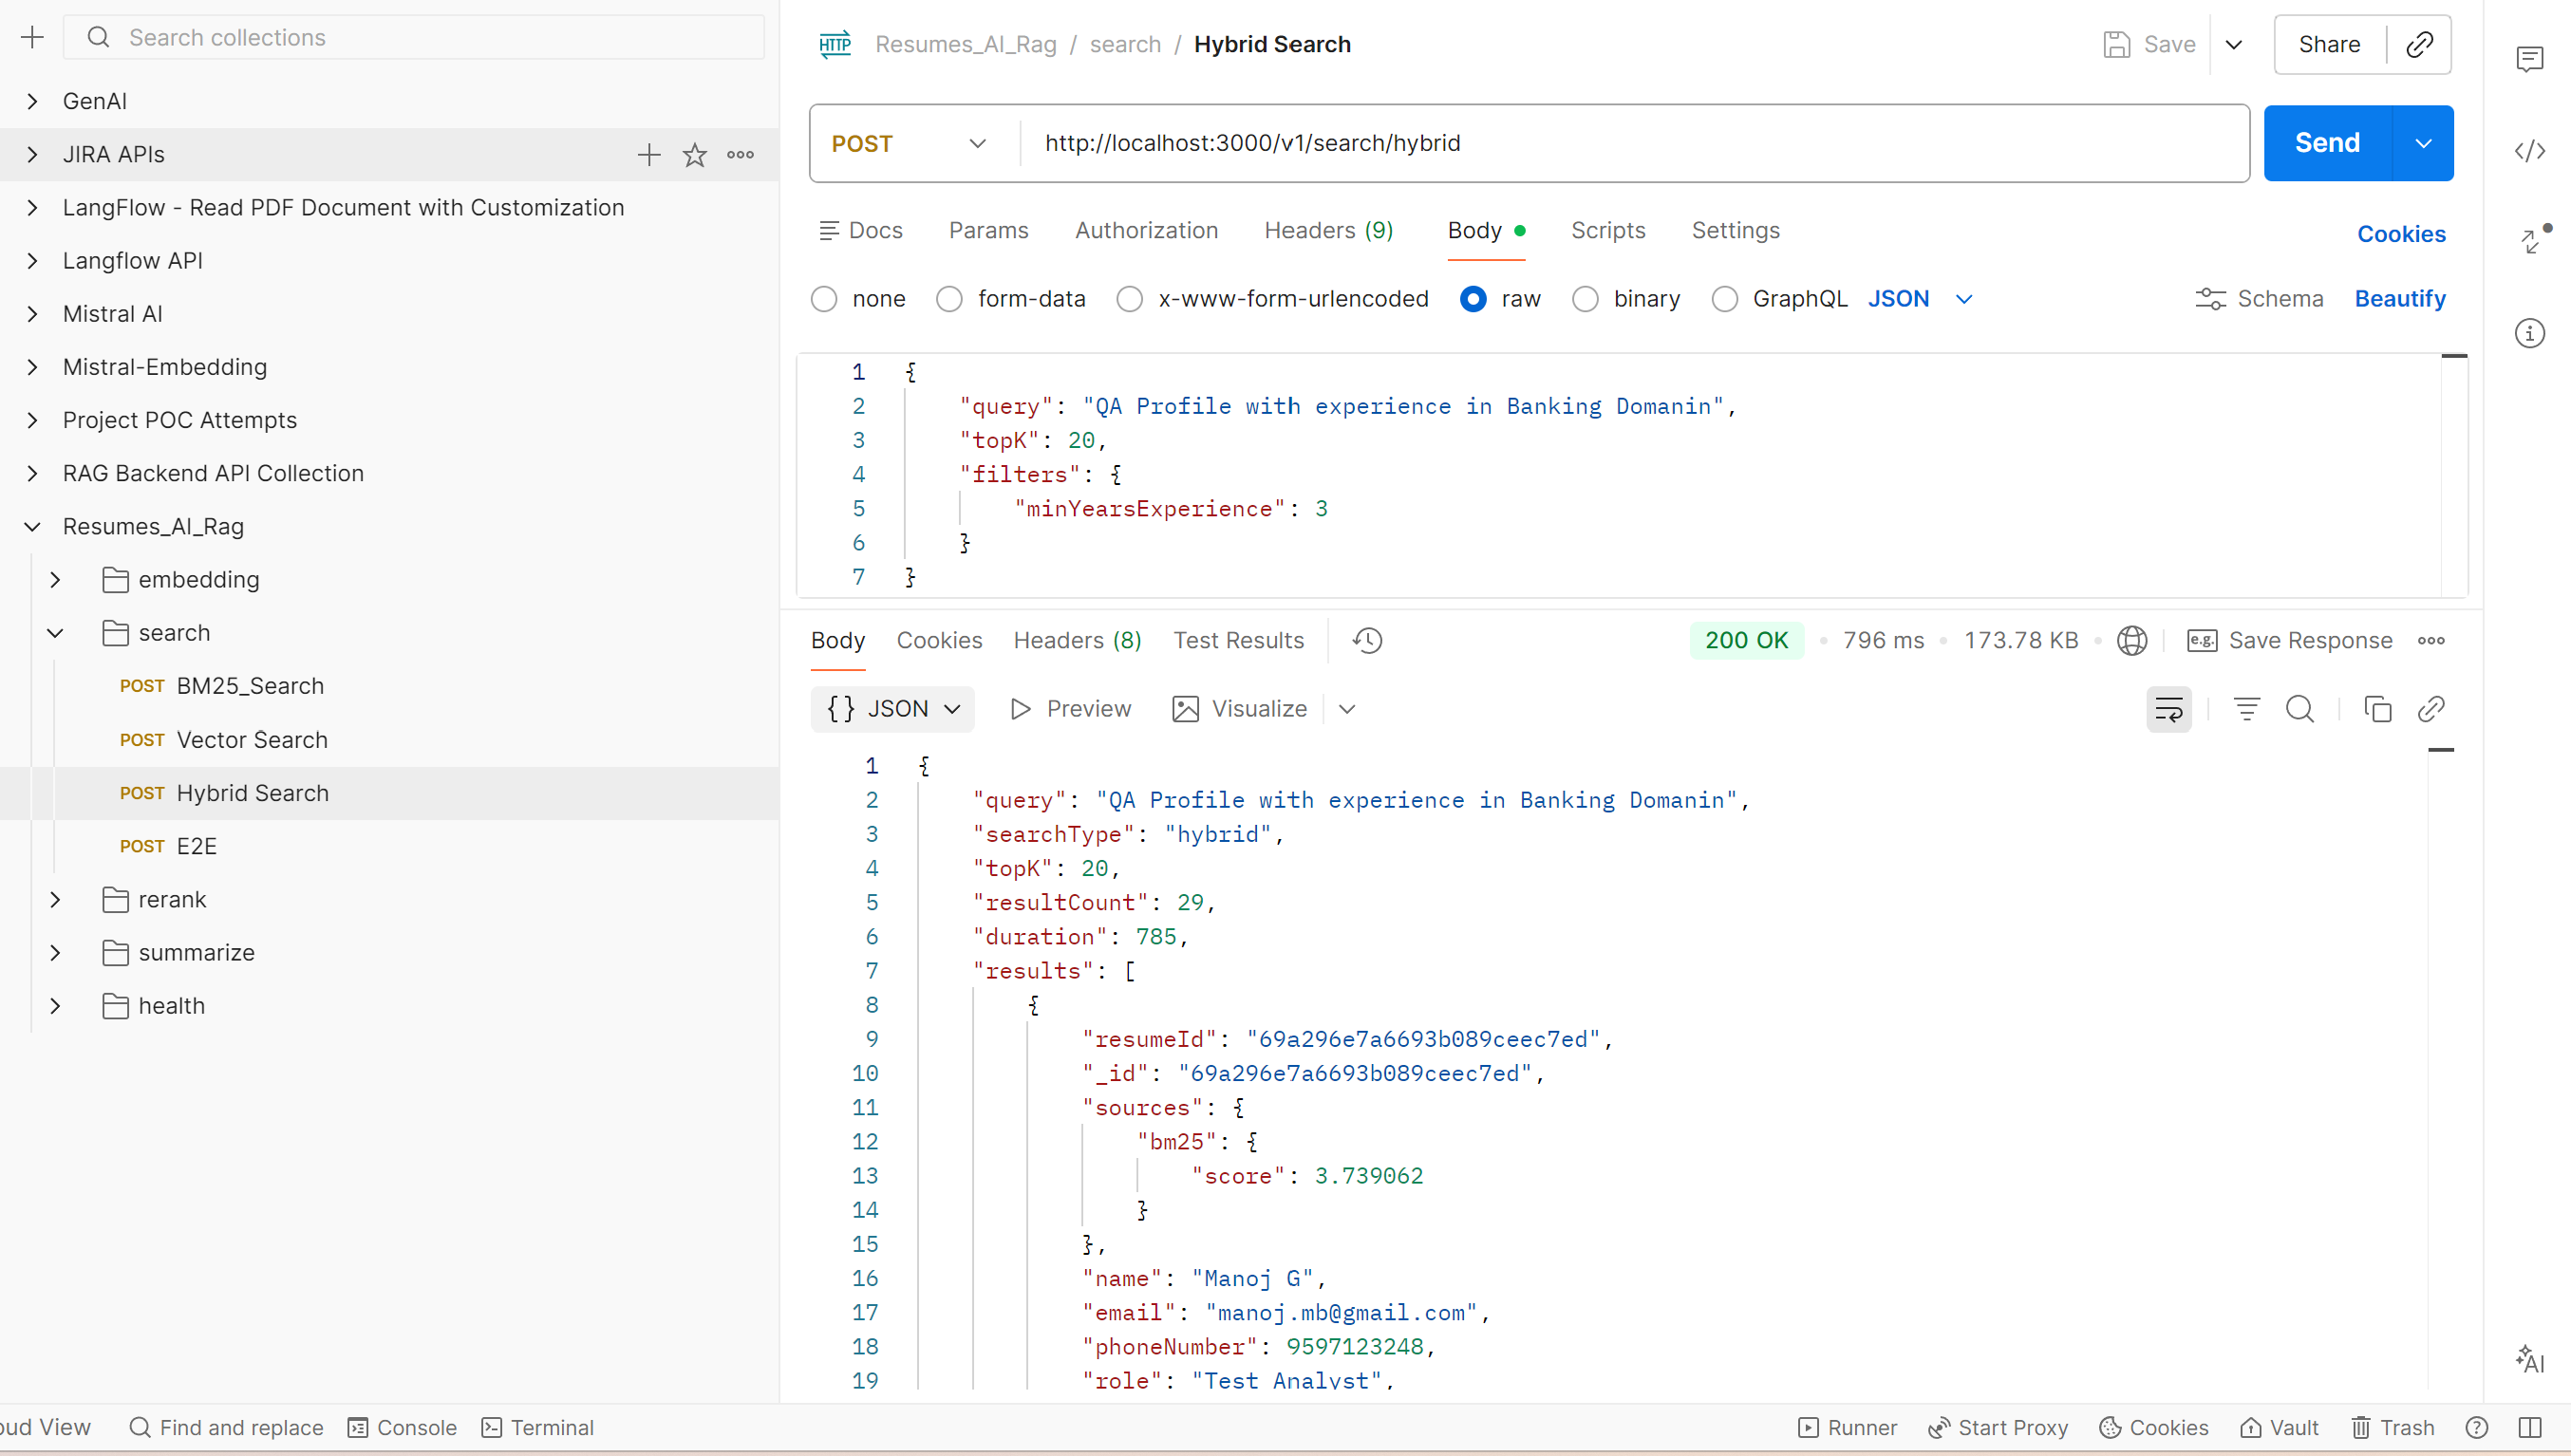 Search collections
GenAI
JIRA APIs
LangFlow - Read PDF Document with Customization
Langflow API
Mistral AI
Mistral-Embedding
Project POC Attempts
RAG Backend API Collection
Resumes_AI_Rag
embedding
search
POST BM25_Search
POST Vector Search
POST Hybrid Search
POST E2E
rerank
summarize
health
HTTP Resumes_AI_Rag / search / Hybrid Search
Save
Share
POST http://localhost:3000/v1/search/hybrid
Send
Docs Params Authorization Headers (9) Body Scripts Settings Cookies
none form-data x-www-form-urlencoded raw binary GraphQL JSON Schema Beautify
1 {
2 "query": "QA Profile with experience in Banking Domanin",
3 "topK": 20,
4 "filters": {
5 "minYearsExperience": 3
6 }
7 }
Body Cookies Headers (8) Test Results 200 OK 796 ms 173.78 KB e.g. Save Response
{} JSON Preview Visualize
1 {
2 "query": "QA Profile with experience in Banking Domanin",
3 "searchType": "hybrid",
4 "topK": 20,
5 "resultCount": 29,
6 "duration": 785,
7 "results": [
8 {
9 "resumeId": "69a296e7a6693b089ceec7ed",
10 "_id": "69a296e7a6693b089ceec7ed",
11 "sources": {
12 "bm25": {
13 "score": 3.739062
14 }
15 },
16 "name": "Manoj G",
17 "email": "manoj.mb@gmail.com",
18 "phoneNumber": 9597123248,
19 "role": "Test Analyst",
AI
oud View Find and replace Console Terminal Runner Start Proxy Cookies Vault Trash